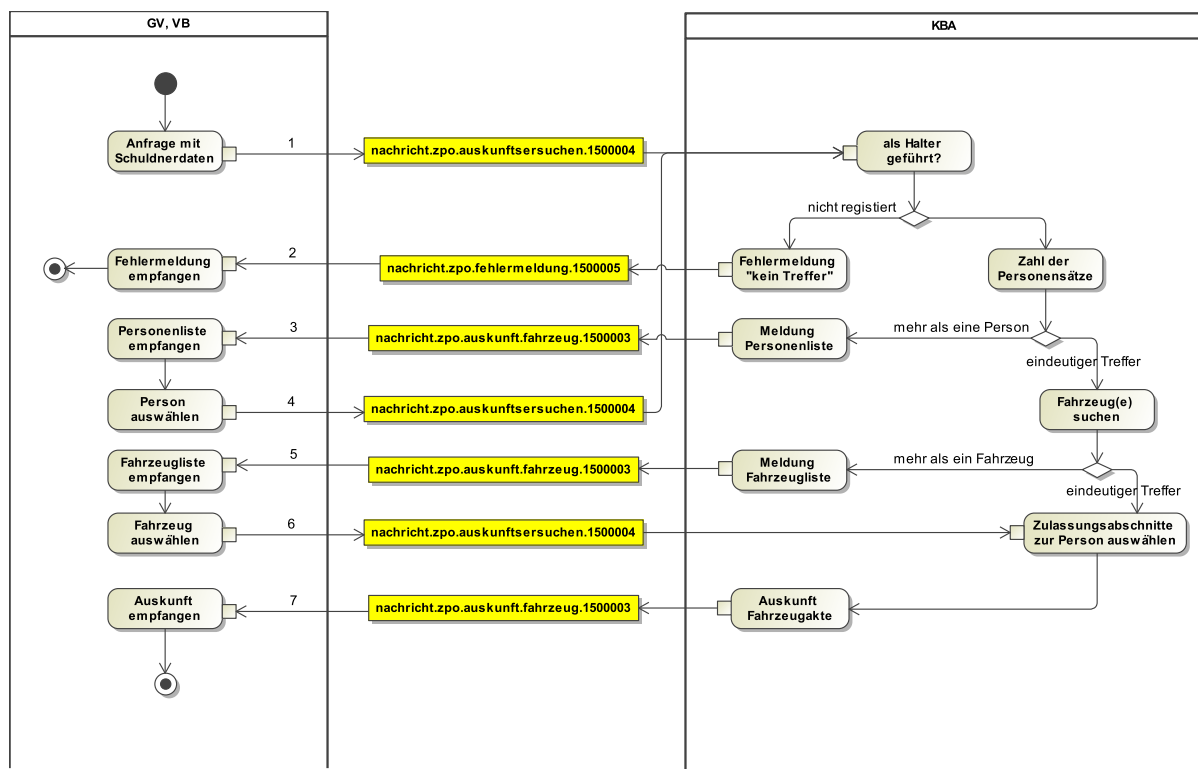 GV, VB
KBA
Anfrage mit
Schuldnerdaten
1
nachricht.zpo.auskunftsersuchen.1500004
als Halter
geführt?
nicht registiert
Fehlermeldung
empfangen
2
nachricht.zpo.fehlermeldung.1500005
Fehlermeldung
"kein Treffer"
Zahl der
Personensätze
Personenliste
empfangen
3
nachricht.zpo.auskunft.fahrzeug.1500003
Meldung
Personenliste
mehr als eine Person
eindeutiger Treffer
Person
auswählen
4
nachricht.zpo.auskunftsersuchen.1500004
Fahrzeug(e)
suchen
Fahrzeugliste
empfangen
5
nachricht.zpo.auskunft.fahrzeug.1500003
Meldung
Fahrzeugliste
mehr als ein Fahrzeug
eindeutiger Treffer
Fahrzeug
auswählen
6
nachricht.zpo.auskunftsersuchen.1500004
Zulassungsabschnitte
zur Person auswählen
Auskunft
empfangen
7
nachricht.zpo.auskunft.fahrzeug.1500003
Auskunft
Fahrzeugakte